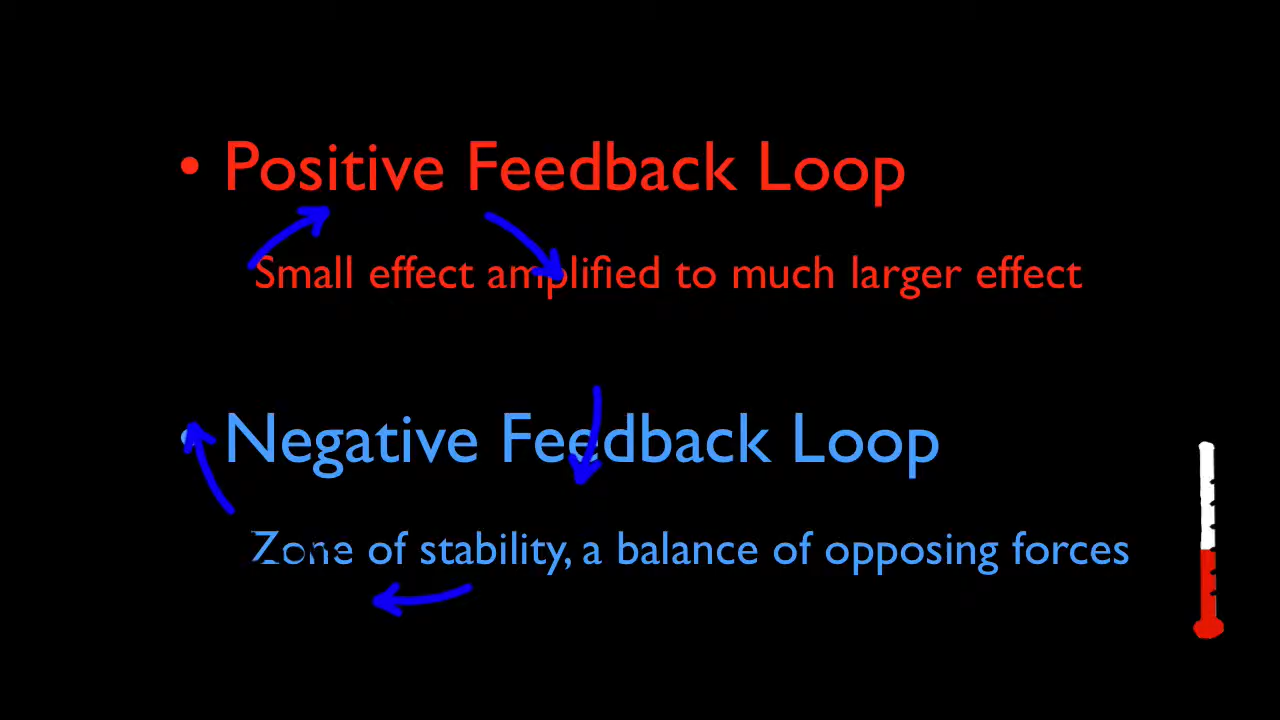 • Positive Feedback Loop
Small effect amplified to much larger effect
• Negative Feedback Loop
Zone of stability, a balance of opposing forces